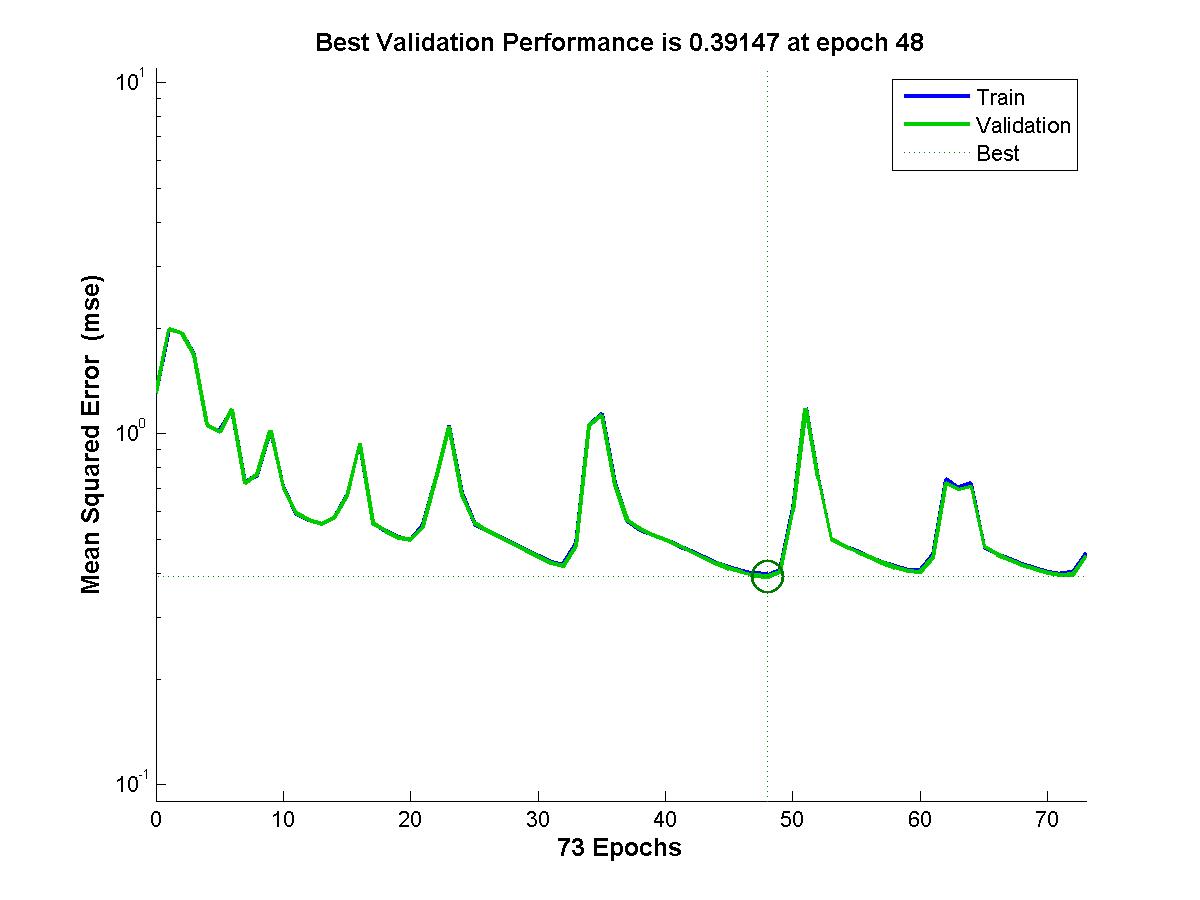 Best Validation Performance is 0.39147 at epoch 48
Train
Validation
Best
Mean Squared Error (mse)
10^1
10^0
10^-1
0 10 20 30 40 50 60 70
73 Epochs